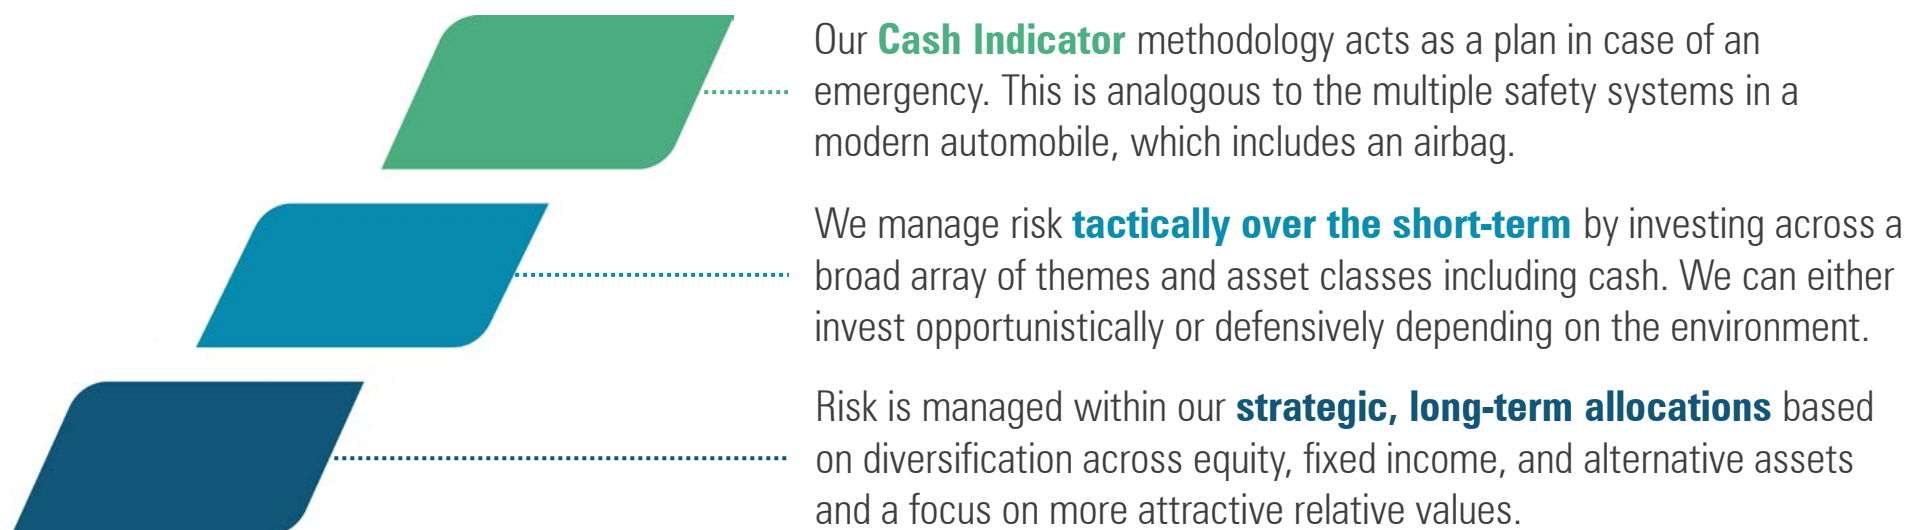 Our Cash Indicator methodology acts as a plan in case of an
emergency. This is analogous to the multiple safety systems in a
modern automobile, which includes an airbag.
We manage risk tactically over the short-term by investing across a
broad array of themes and asset classes including cash. We can either
invest opportunistically or defensively depending on the environment.
Risk is managed within our strategic, long-term allocations based
on diversification across equity, fixed income, and alternative assets
and a focus on more attractive relative values.